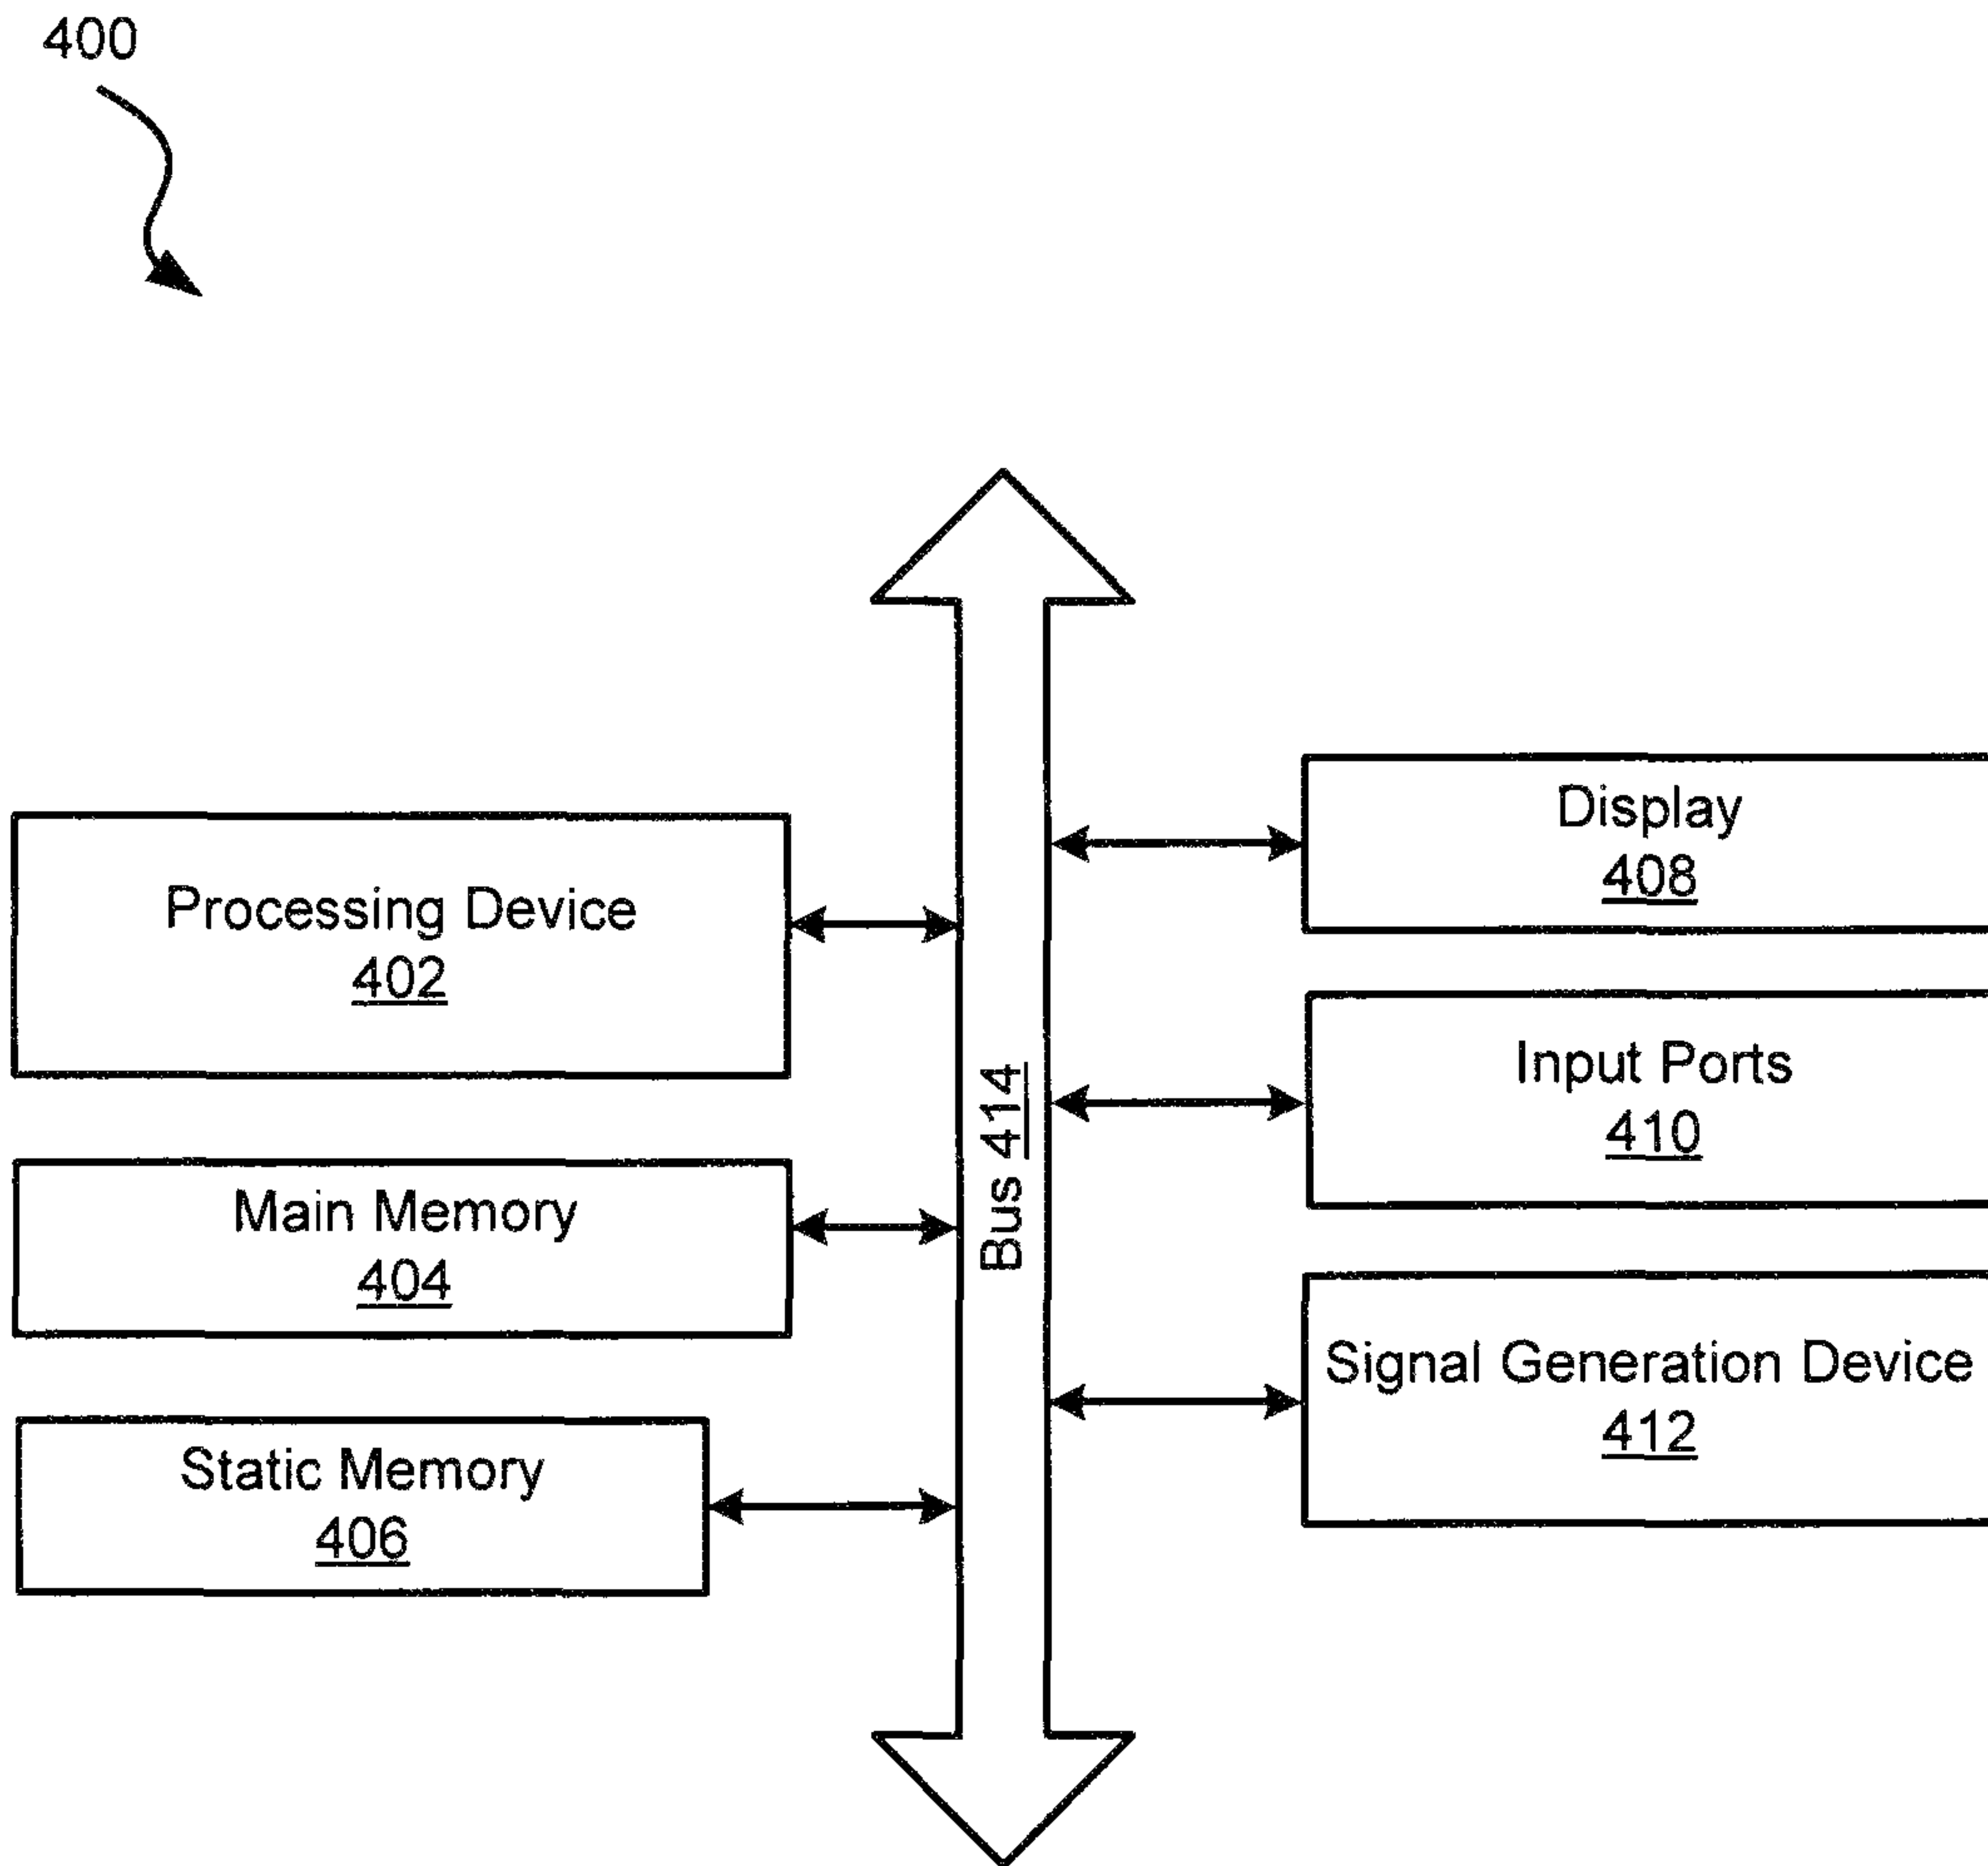 400
Processing Device
402
Main Memory
404
Static Memory
406
Bus 414
Display
408
Input Ports
410
Signal Generation Device
412